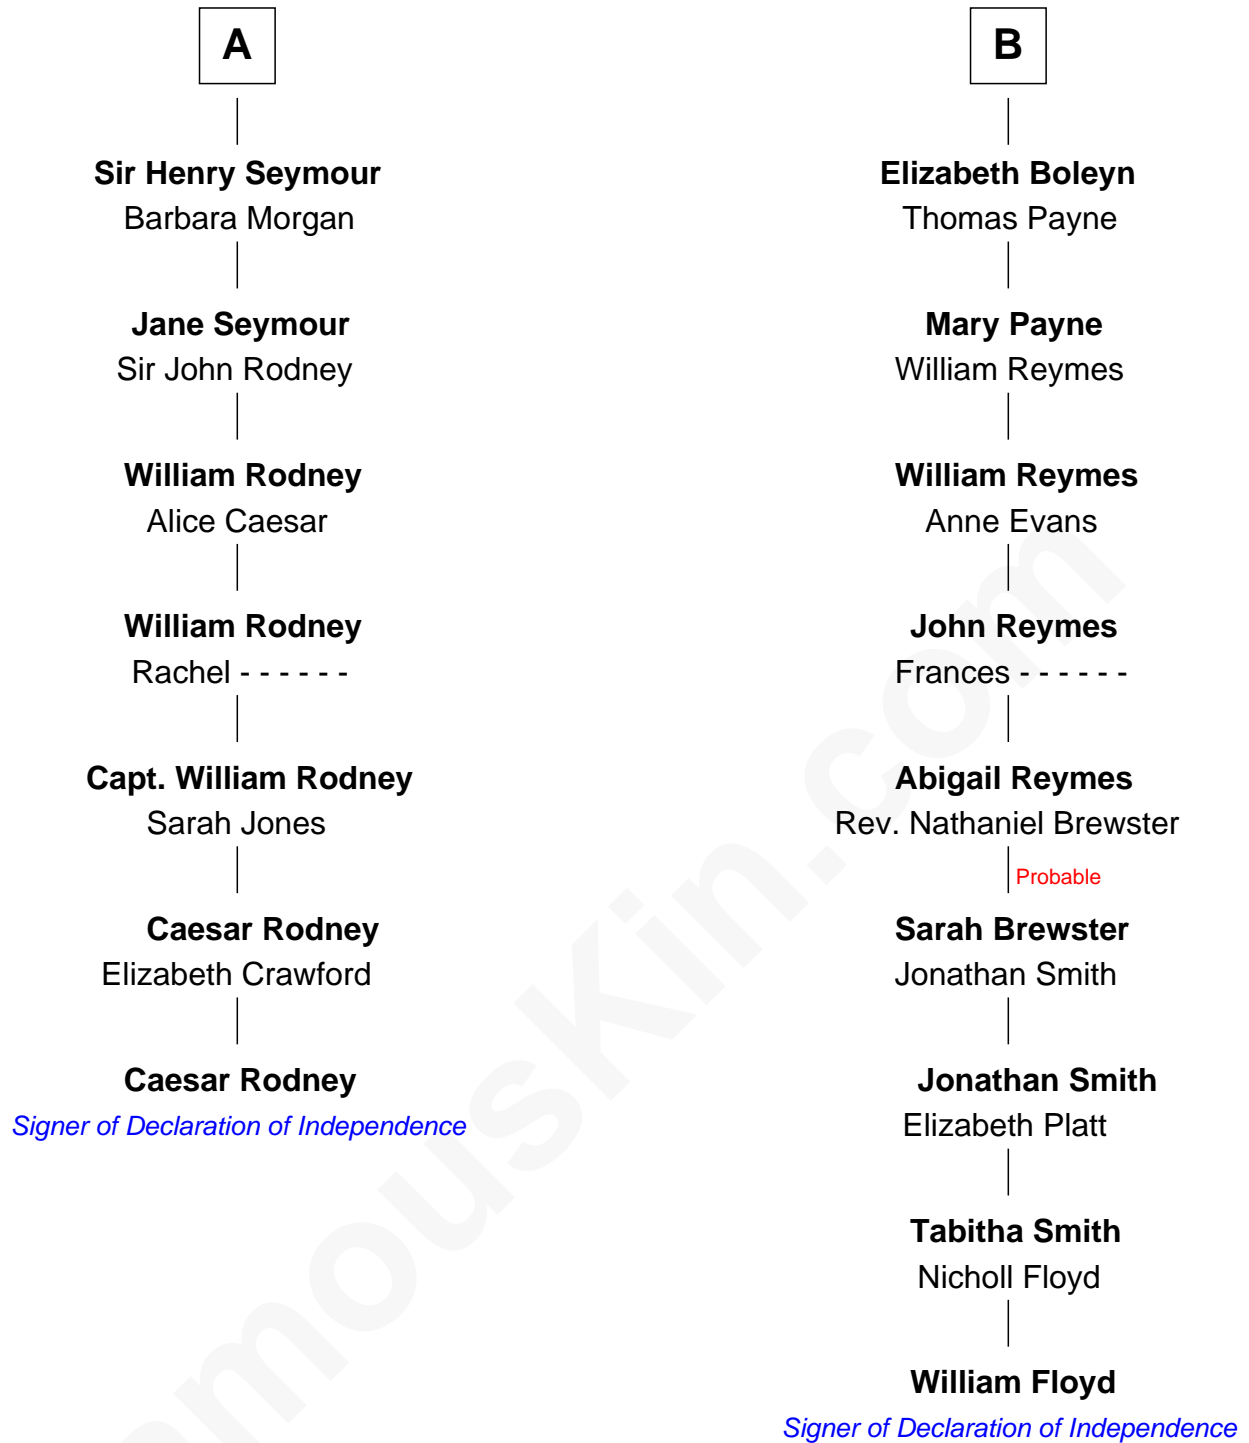 A
Sir Henry Seymour
Barbara Morgan
Jane Seymour
Sir John Rodney
William Rodney
Alice Caesar
William Rodney
Rachel - - - - - -
Capt. William Rodney
Sarah Jones
Caesar Rodney
Elizabeth Crawford
Caesar Rodney
Signer of Declaration of Independence
B
Elizabeth Boleyn
Thomas Payne
Mary Payne
William Reymes
William Reymes
Anne Evans
John Reymes
Frances - - - - - -
Abigail Reymes
Rev. Nathaniel Brewster
Probable
Sarah Brewster
Jonathan Smith
Jonathan Smith
Elizabeth Platt
Tabitha Smith
Nicholl Floyd
William Floyd
Signer of Declaration of Independence
amousKin.com